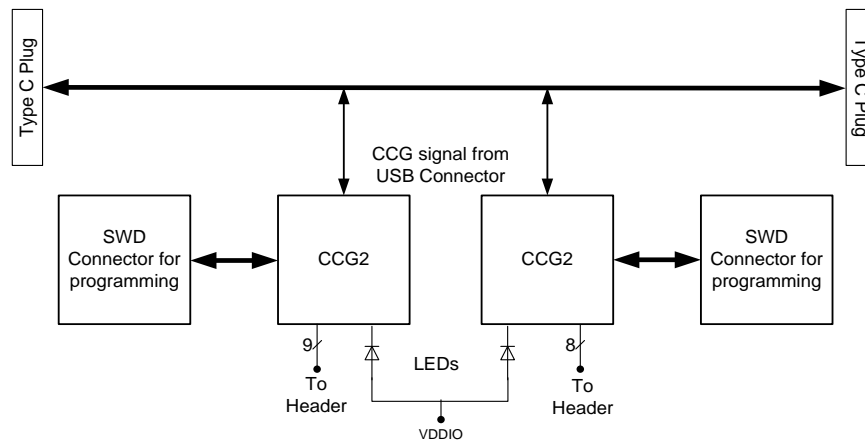 Type C Plug
Type C Plug
CCG signal from
USB Connector
SWD
Connector for
programming
CCG2
CCG2
SWD
Connector for
programming
9
LEDs
8
To
Header
To
Header
VDDIO